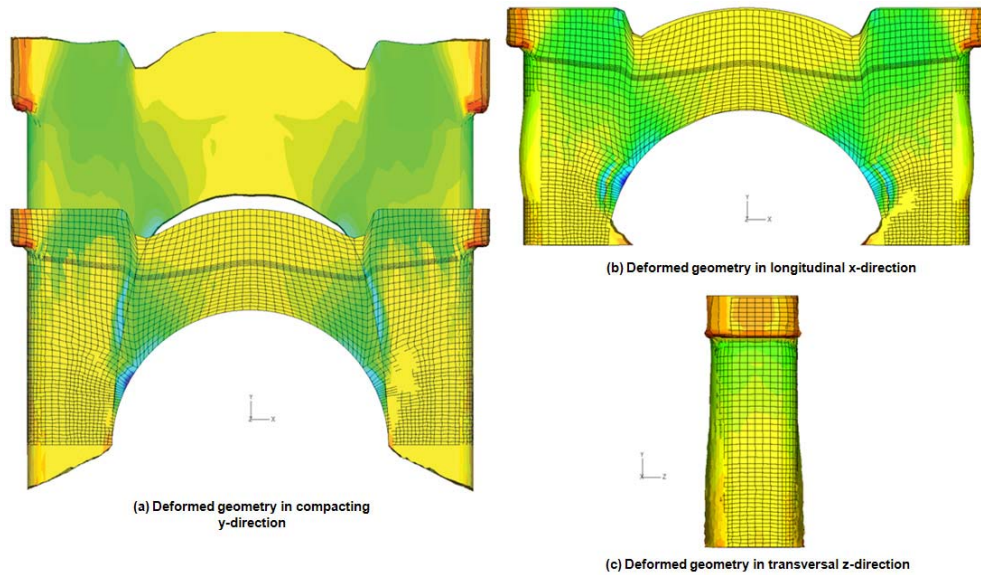 (a) Deformed geometry in compacting
y-direction
(b) Deformed geometry in longitudinal x-direction
(c) Deformed geometry in transversal z-direction
Y
X
Y
X
Y
Z